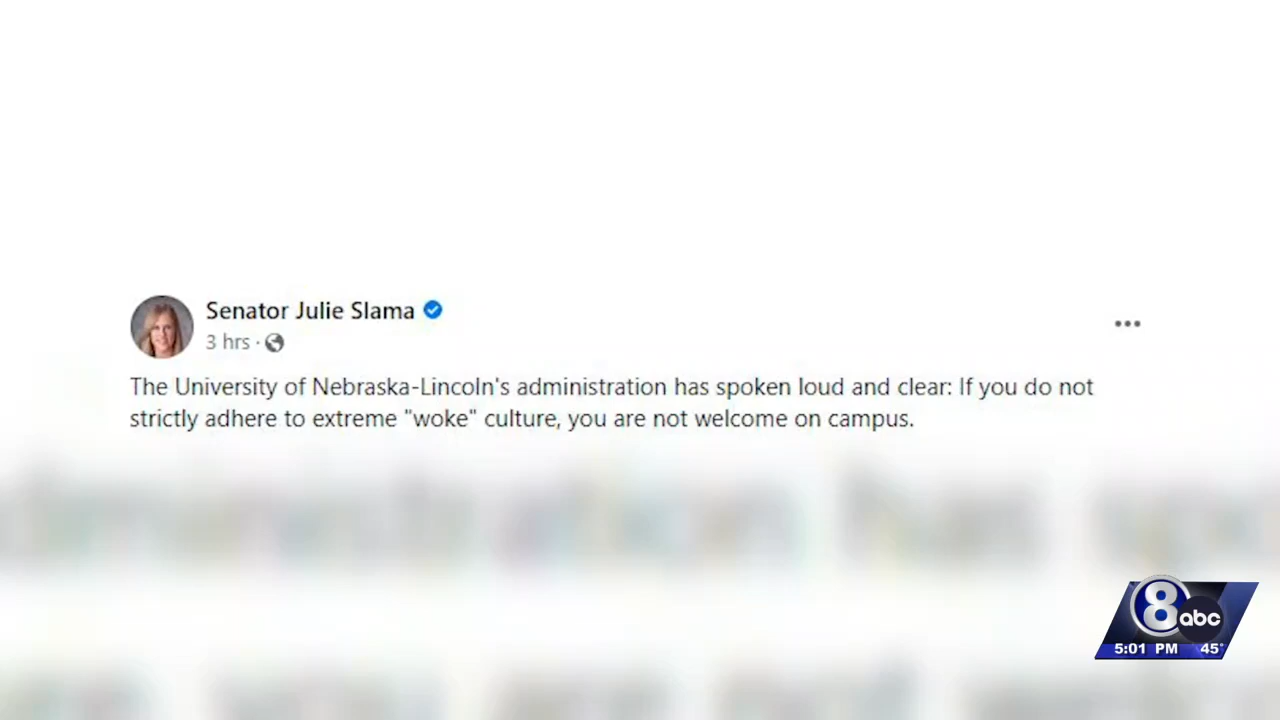 Senator Julie Slama
3 hrs ·
The University of Nebraska-Lincoln's administration has spoken loud and clear: If you do not
strictly adhere to extreme "woke" culture, you are not welcome on campus.
8 abc
5:01 PM 45°